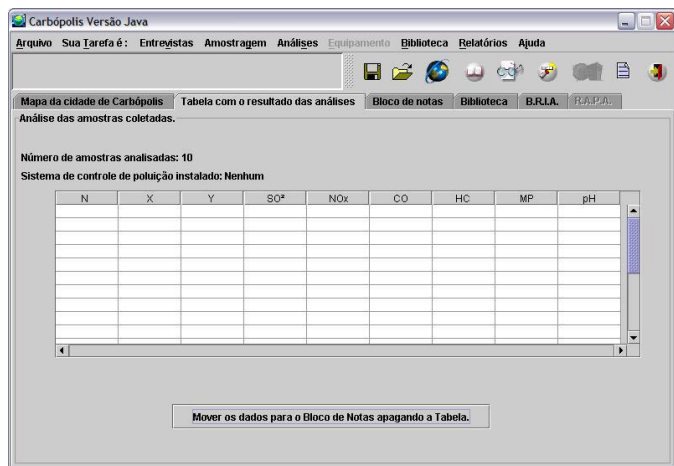 Carbópolis Versão Java
Arquivo Sua Tarefa é : Entrevistas Amostragem Análises Equipamento Biblioteca Relatórios Ajuda
Mapa da cidade de Carbópolis Tabela com o resultado das análises Bloco de notas Biblioteca B.R.I.A. R.A.P.A.
Análise das amostras coletadas.
Número de amostras analisadas: 10
Sistema de controle de poluição instalado: Nenhum
N X Y SO² NOx CO HC MP pH
Mover os dados para o Bloco de Notas apagando a Tabela.